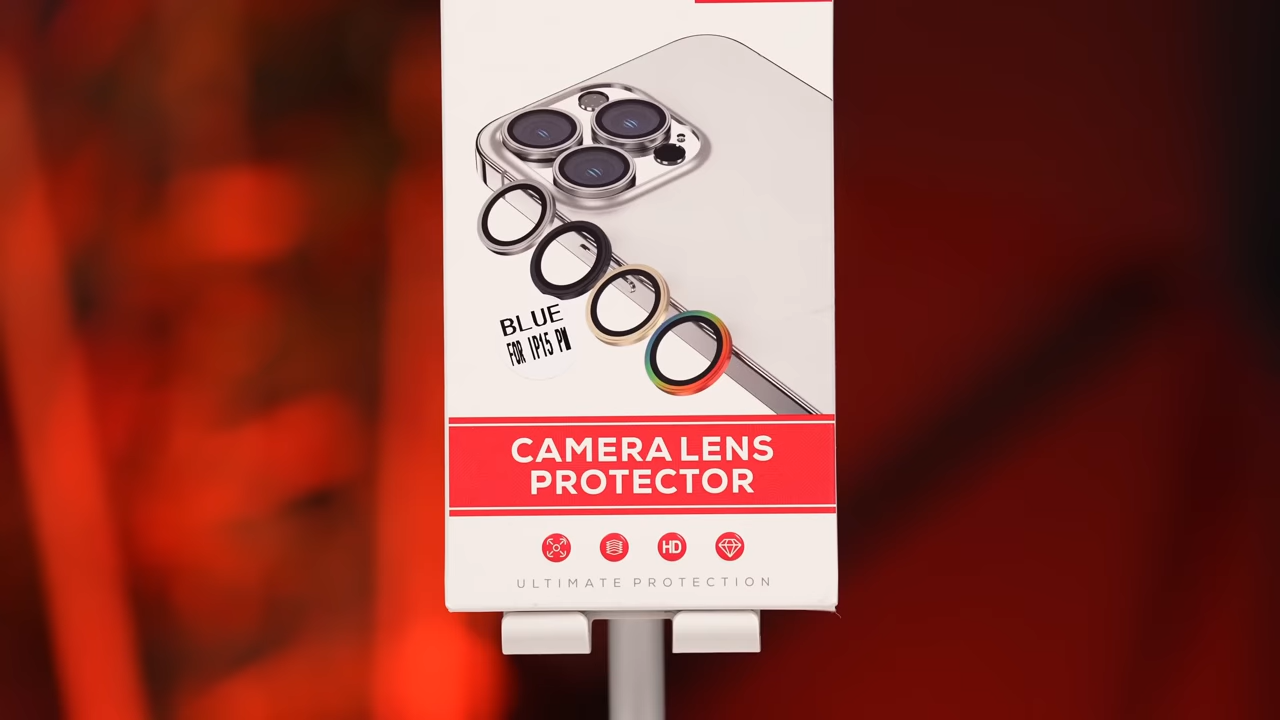 BLUE
FOR IP15 PM
CAMERA LENS
PROTECTOR
HD
ULTIMATE PROTECTION